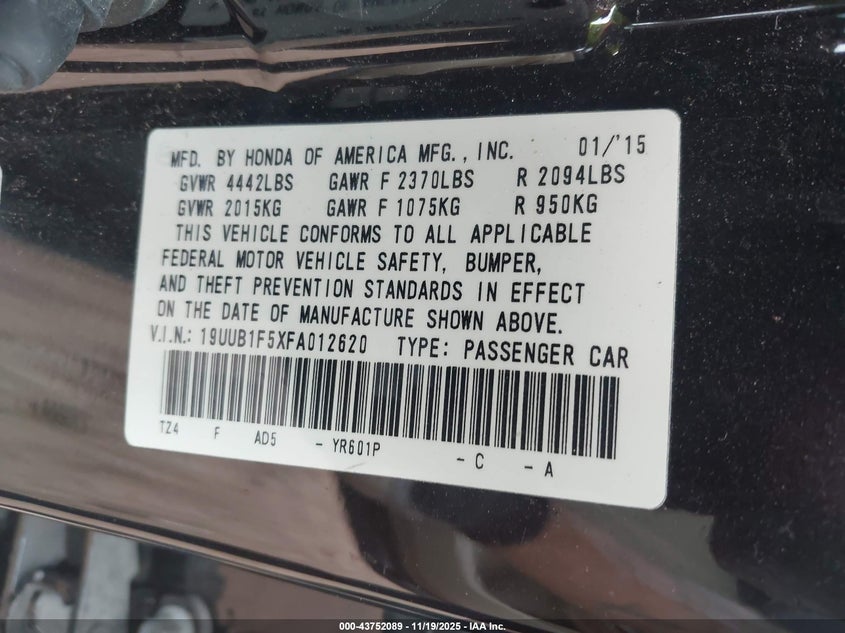 MFD. BY HONDA OF AMERICA MFG., INC. 01/'15
GVWR 4442LBS GAWR F 2370LBS R 2094LBS
GVWR 2015KG GAWR F 1075KG R 950KG
THIS VEHICLE CONFORMS TO ALL APPLICABLE
FEDERAL MOTOR VEHICLE SAFETY, BUMPER,
AND THEFT PREVENTION STANDARDS IN EFFECT
ON THE DATE OF MANUFACTURE SHOWN ABOVE.
V.I.N.: 19UUB1F5XFA012620 TYPE: PASSENGER CAR
TZ4 F AD5 - YR601P - C - A
000-43752089 - 11/19/2025 - IAA Inc.